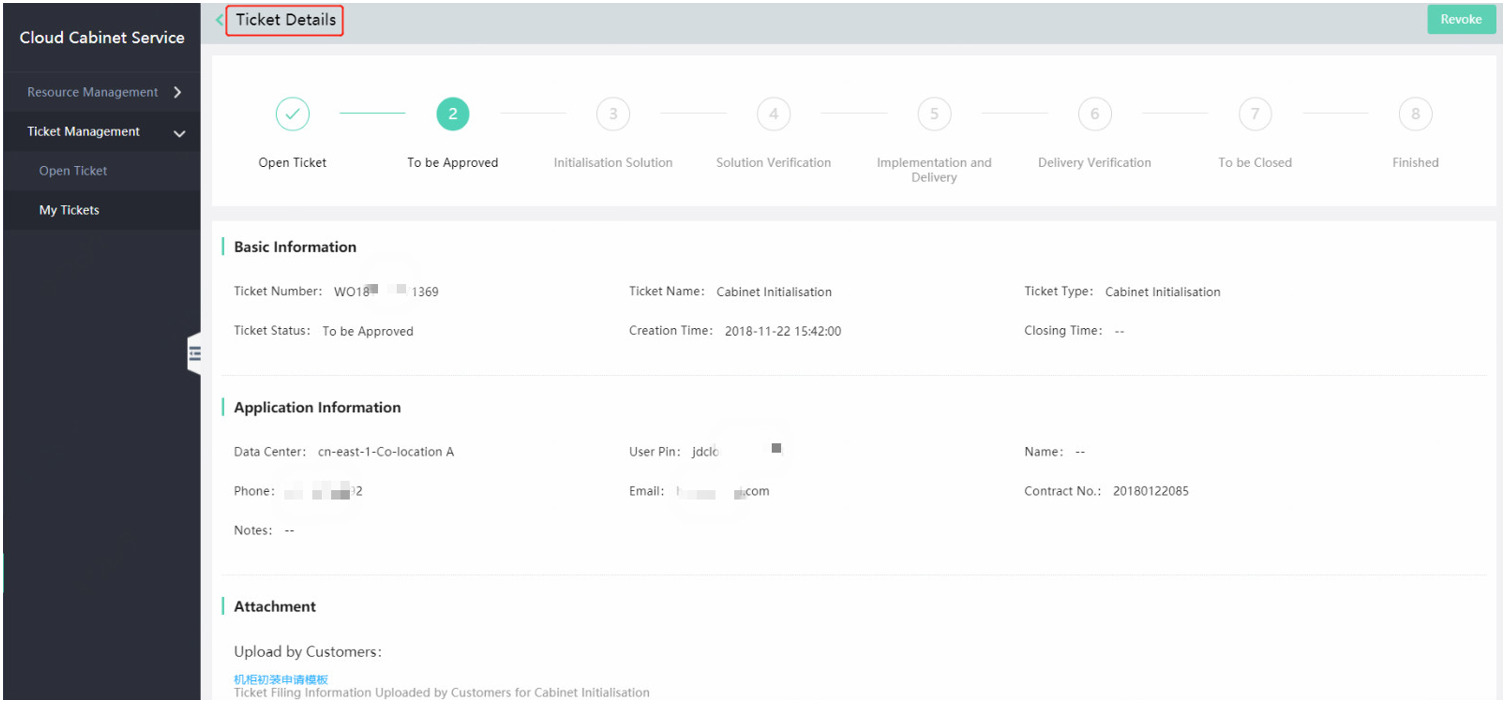 Cloud Cabinet Service
Resource Management
Ticket Management
Open Ticket
My Tickets
Ticket Details
Revoke
2 3 4 5 6 7 8
Open Ticket To be Approved Initialisation Solution Solution Verification Implementation and Delivery Delivery Verification To be Closed Finished
Basic Information
Ticket Number: WO18 1369 Ticket Name: Cabinet Initialisation Ticket Type: Cabinet Initialisation
Ticket Status: To be Approved Creation Time: 2018-11-22 15:42:00 Closing Time: --
Application Information
Data Center: cn-east-1-Co-location A User Pin: jdclo Name: --
Phone: 92 Email: .com Contract No.: 20180122085
Notes: --
Attachment
Upload by Customers:
机柜初装申请模板
Ticket Filing Information Uploaded by Customers for Cabinet Initialisation